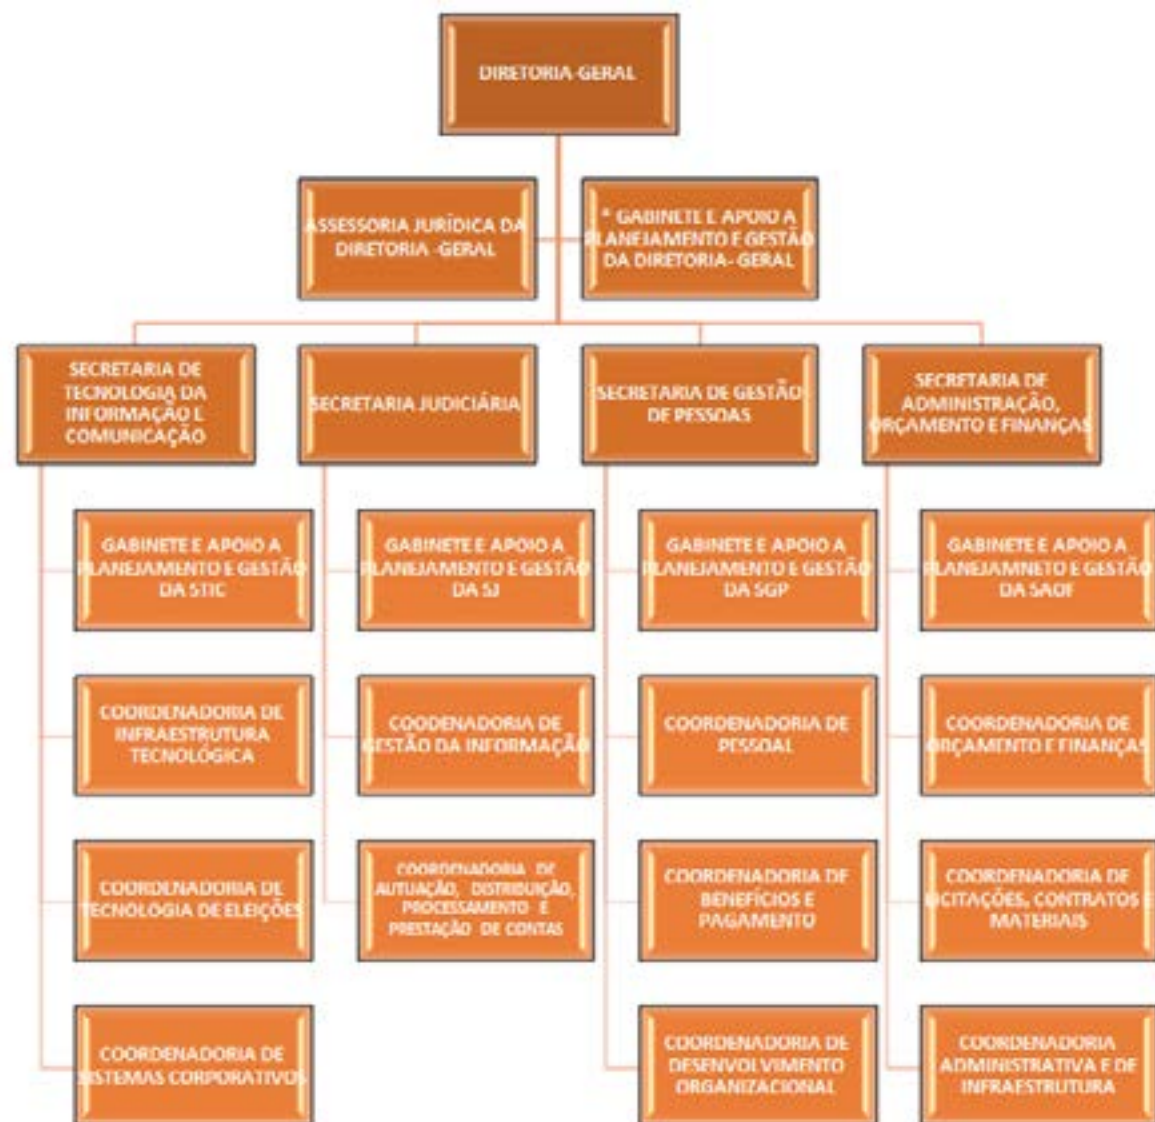 DIRETORIA-GERAL
ASSESSORIA JURÍDICA DA
DIRETORIA -GERAL
* GABINETE E APOIO A
PLANEJAMENTO E GESTÃO
DA DIRETORIA- GERAL
SECRETARIA DE
TECNOLOGIA DA
INFORMAÇÃO E
COMUNICAÇÃO
SECRETARIA JUDICIÁRIA
SECRETARIA DE GESTÃO
DE PESSOAS
SECRETARIA DE
ADMINISTRAÇÃO,
ORÇAMENTO E FINANÇAS
GABINETE E APOIO A
PLANEJAMENTO E GESTÃO
DA STIC
GABINETE E APOIO A
PLANEJAMENTO E GESTÃO
DA SJ
GABINETE E APOIO A
PLANEJAMENTO E GESTÃO
DA SGP
GABINETE E APOIO A
PLANEJAMNETO E GESTÃO
DA SAOF
COORDENADORIA DE
INFRAESTRUTURA
TECNOLÓGICA
COODENADORIA DE
GESTÃO DA INFORMAÇÃO
COORDENADORIA DE
PESSOAL
COORDENADORIA DE
ORÇAMENTO E FINANÇAS
COORDENADORIA DE
TECNOLOGIA DE ELEIÇÕES
COORDENADORIA DE
AUTUAÇÃO, DISTRIBUIÇÃO,
PROCESSAMENTO E
PRESTAÇÃO DE CONTAS
COORDENADORIA DE
BENEFÍCIOS E
PAGAMENTO
COORDENADORIA DE
LICITAÇÕES, CONTRATOS E
MATERIAIS
COORDENADORIA DE
SISTEMAS CORPORATIVOS
COORDENADORIA DE
DESENVOLVIMENTO
ORGANIZACIONAL
COORDENADORIA
ADMINISTRATIVA E DE
INFRAESTRUTURA